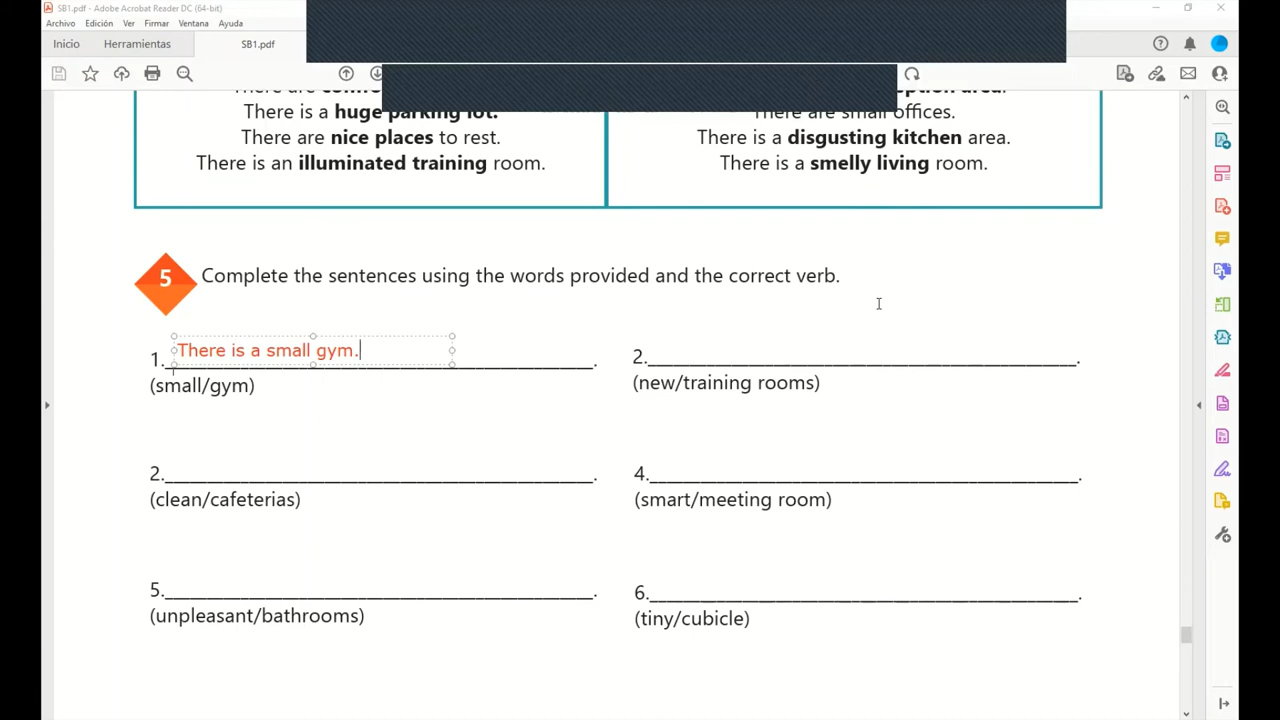 SB1.pdf - Adobe Acrobat Reader DC (64-bit)
Archivo Edición Ver Firmar Ventana Ayuda
Inicio Herramientas SB1.pdf
There are
There is a huge parking lot.
There are nice places to rest.
There is an illuminated training room.
area.
There are small offices.
There is a disgusting kitchen area.
There is a smelly living room.
5 Complete the sentences using the words provided and the correct verb.
1. There is a small gym. .
(small/gym)
2. .
(new/training rooms)
2. .
(clean/cafeterias)
4. .
(smart/meeting room)
5. .
(unpleasant/bathrooms)
6. .
(tiny/cubicle)